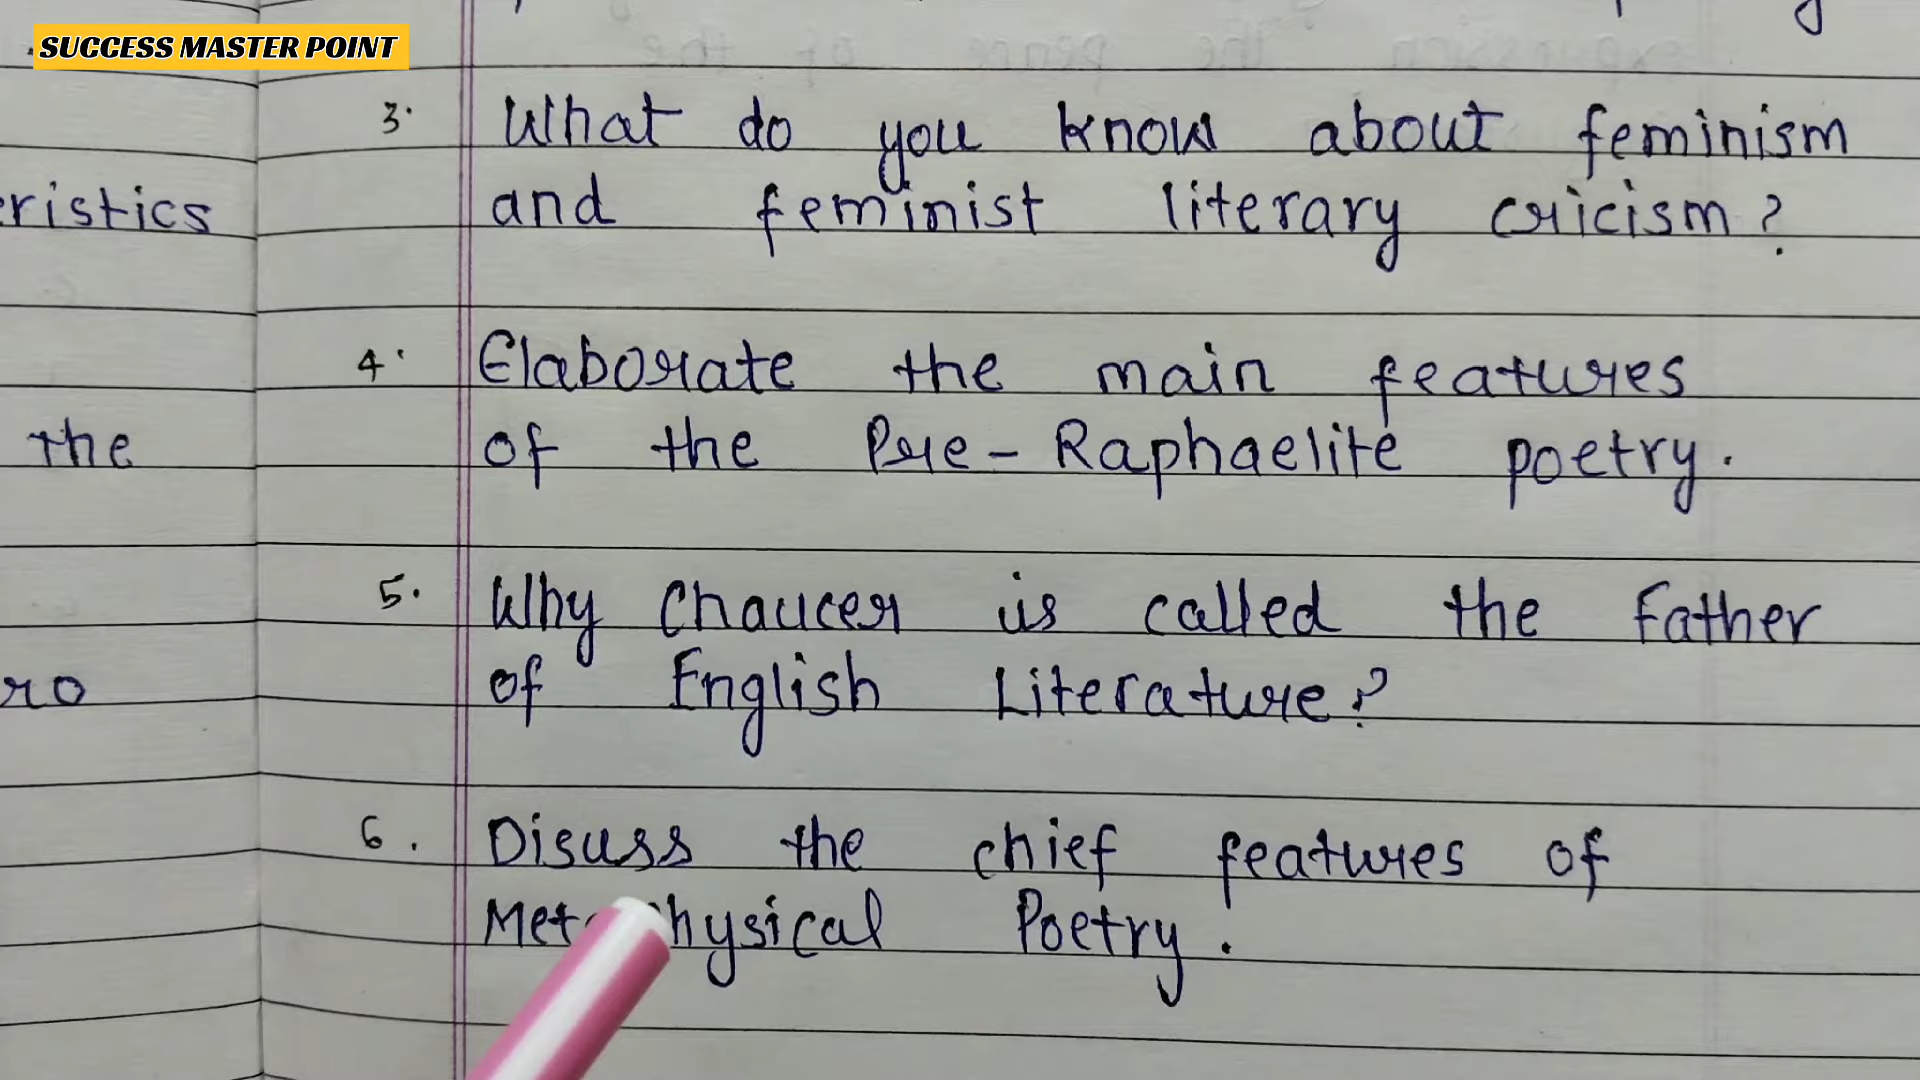 SUCCESS MASTER POINT
3. What do you know about feminism
and feminist literary cricism?
4. Elaborate the main features
of the Pre-Raphaelite poetry.
5. Why Chaucer is called the Father
of English Literature?
6. Disuss the chief features of
Metaphysical Poetry.
eristics
the
ro